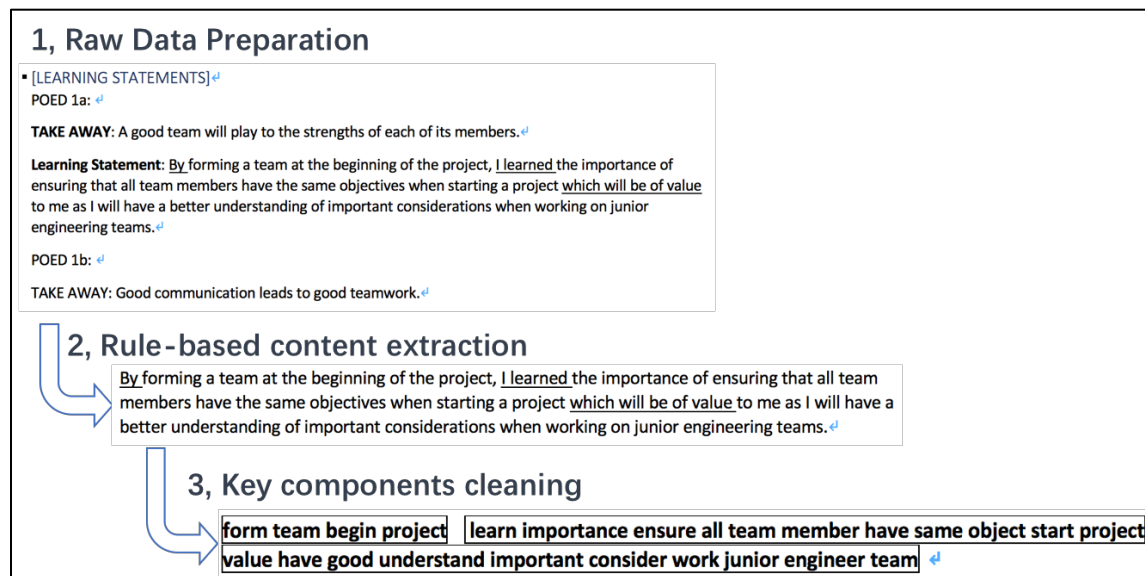 1, Raw Data Preparation
▪ [LEARNING STATEMENTS]↵
POED 1a: ↵
TAKE AWAY: A good team will play to the strengths of each of its members.↵
Learning Statement: By forming a team at the beginning of the project, I learned the importance of
ensuring that all team members have the same objectives when starting a project which will be of value
to me as I will have a better understanding of important considerations when working on junior
engineering teams.↵
POED 1b: ↵
TAKE AWAY: Good communication leads to good teamwork.↵
2, Rule-based content extraction
By forming a team at the beginning of the project, I learned the importance of ensuring that all team
members have the same objectives when starting a project which will be of value to me as I will have a
better understanding of important considerations when working on junior engineering teams.↵
3, Key components cleaning
form team begin project learn importance ensure all team member have same object start project
value have good understand important consider work junior engineer team ↵